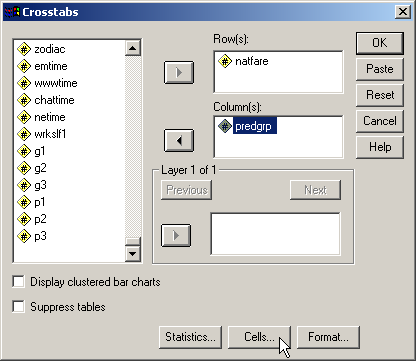 Crosstabs
zodiac
emtime
wwwtime
chattime
netime
wrkslf1
g1
g2
g3
p1
p2
p3
Row(s):
natfare
Column(s):
predgrp
Layer 1 of 1
Previous
Next
OK
Paste
Reset
Cancel
Help
Display clustered bar charts
Suppress tables
Statistics...
Cells...
Format...